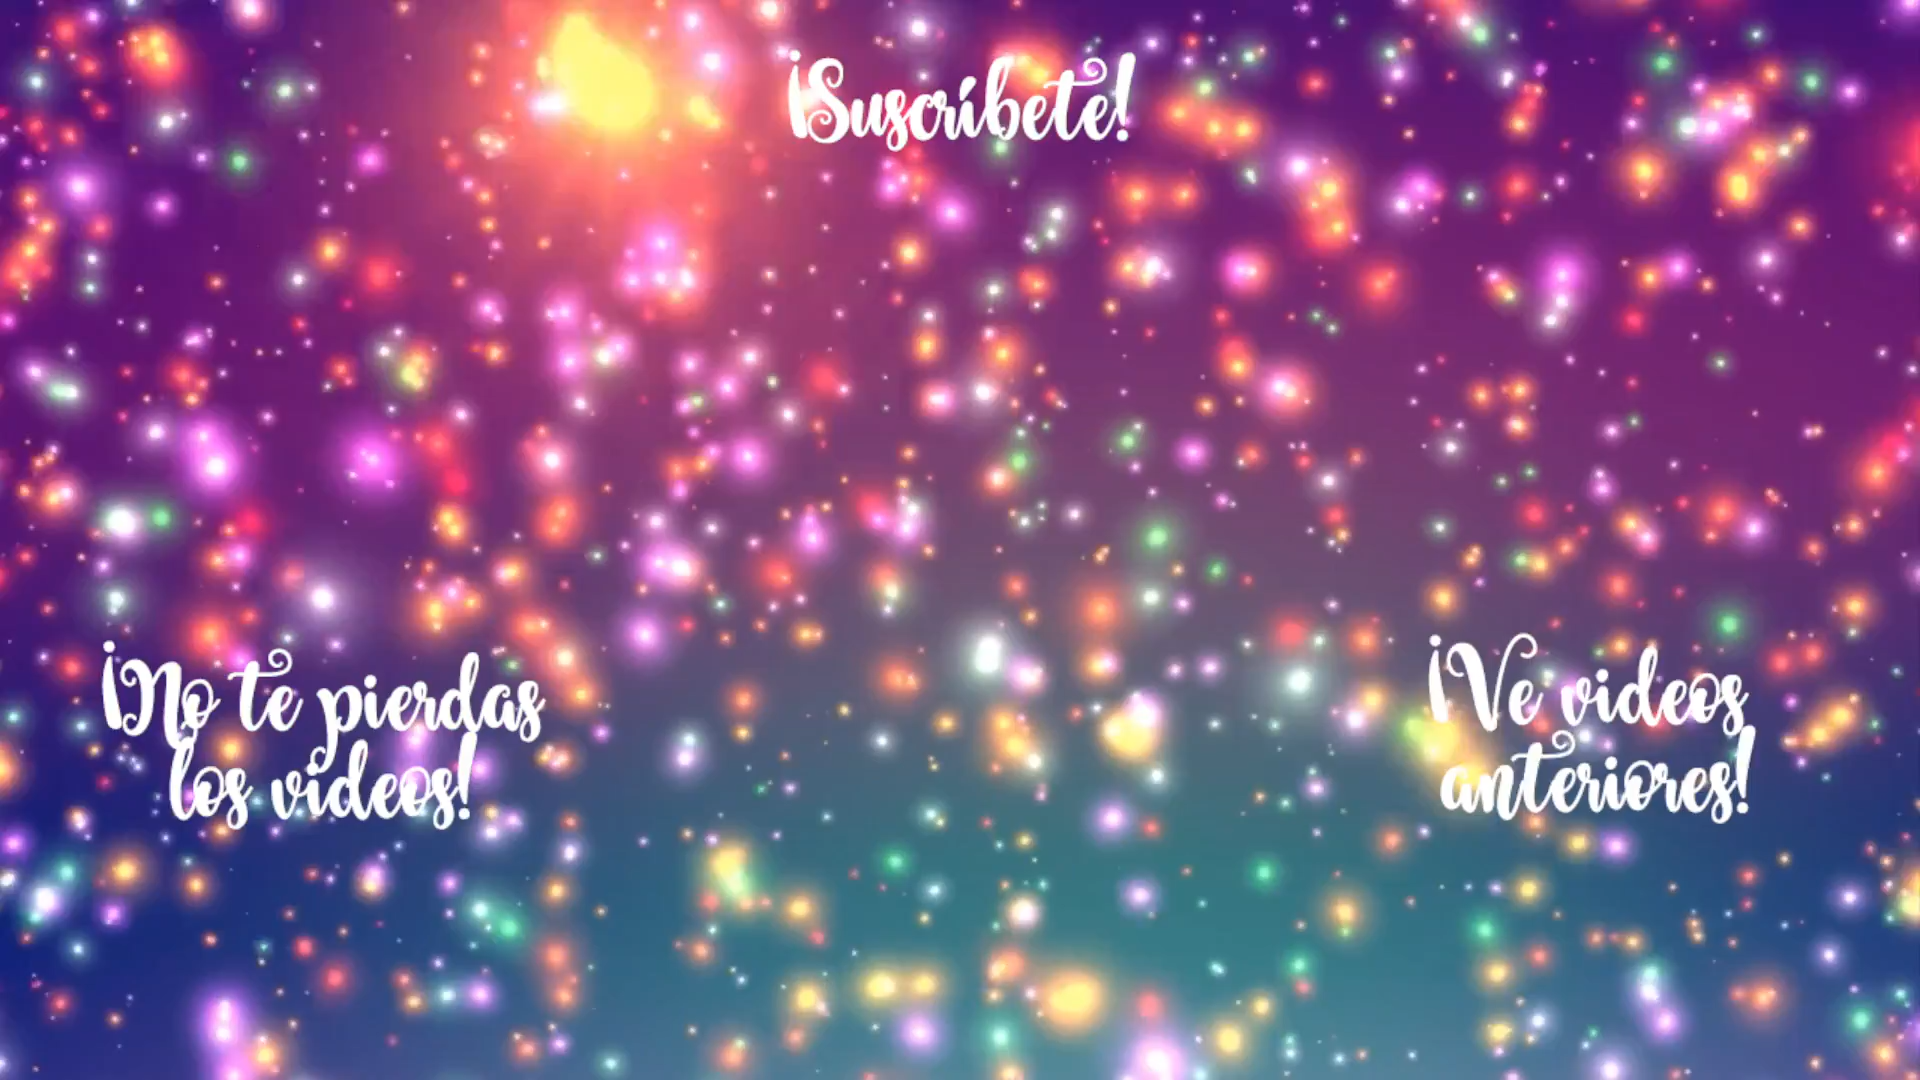 ¡Suscríbete!
¡No te pierdas
los videos!
¡Ve videos
anteriores!